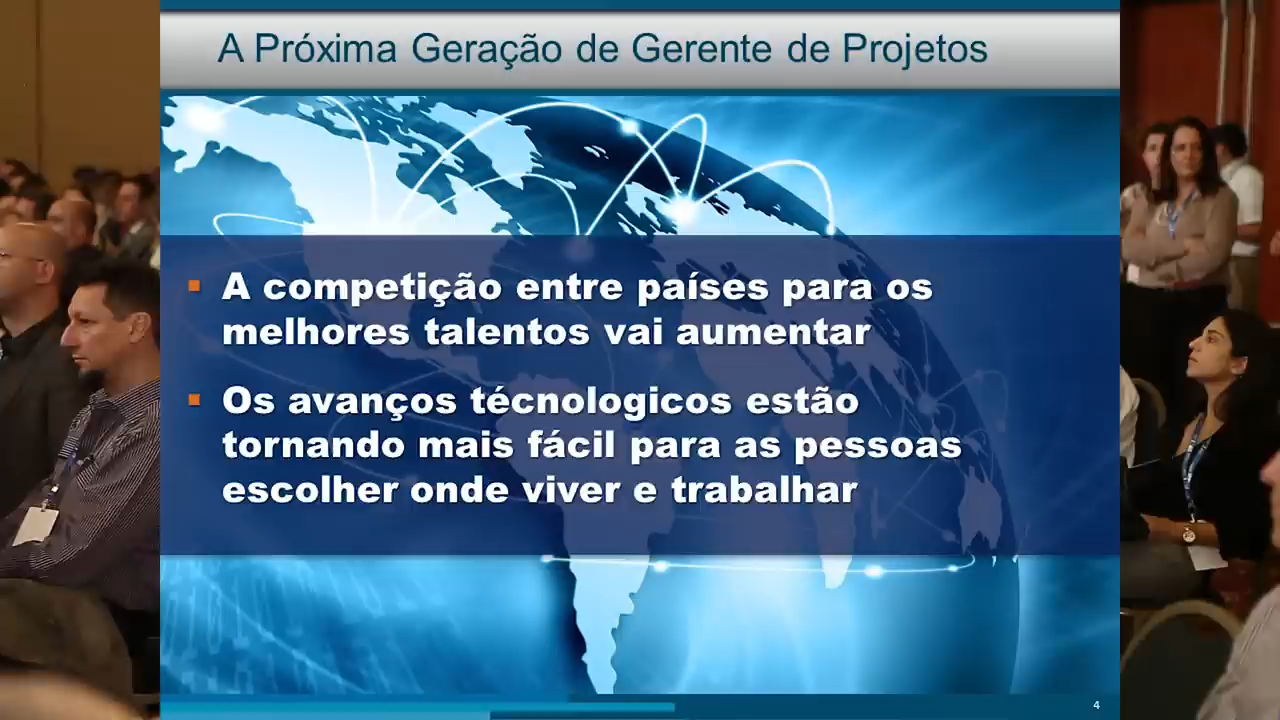 A Próxima Geração de Gerente de Projetos
A competição entre países para os
melhores talentos vai aumentar
Os avanços técnologicos estão
tornando mais fácil para as pessoas
escolher onde viver e trabalhar
4